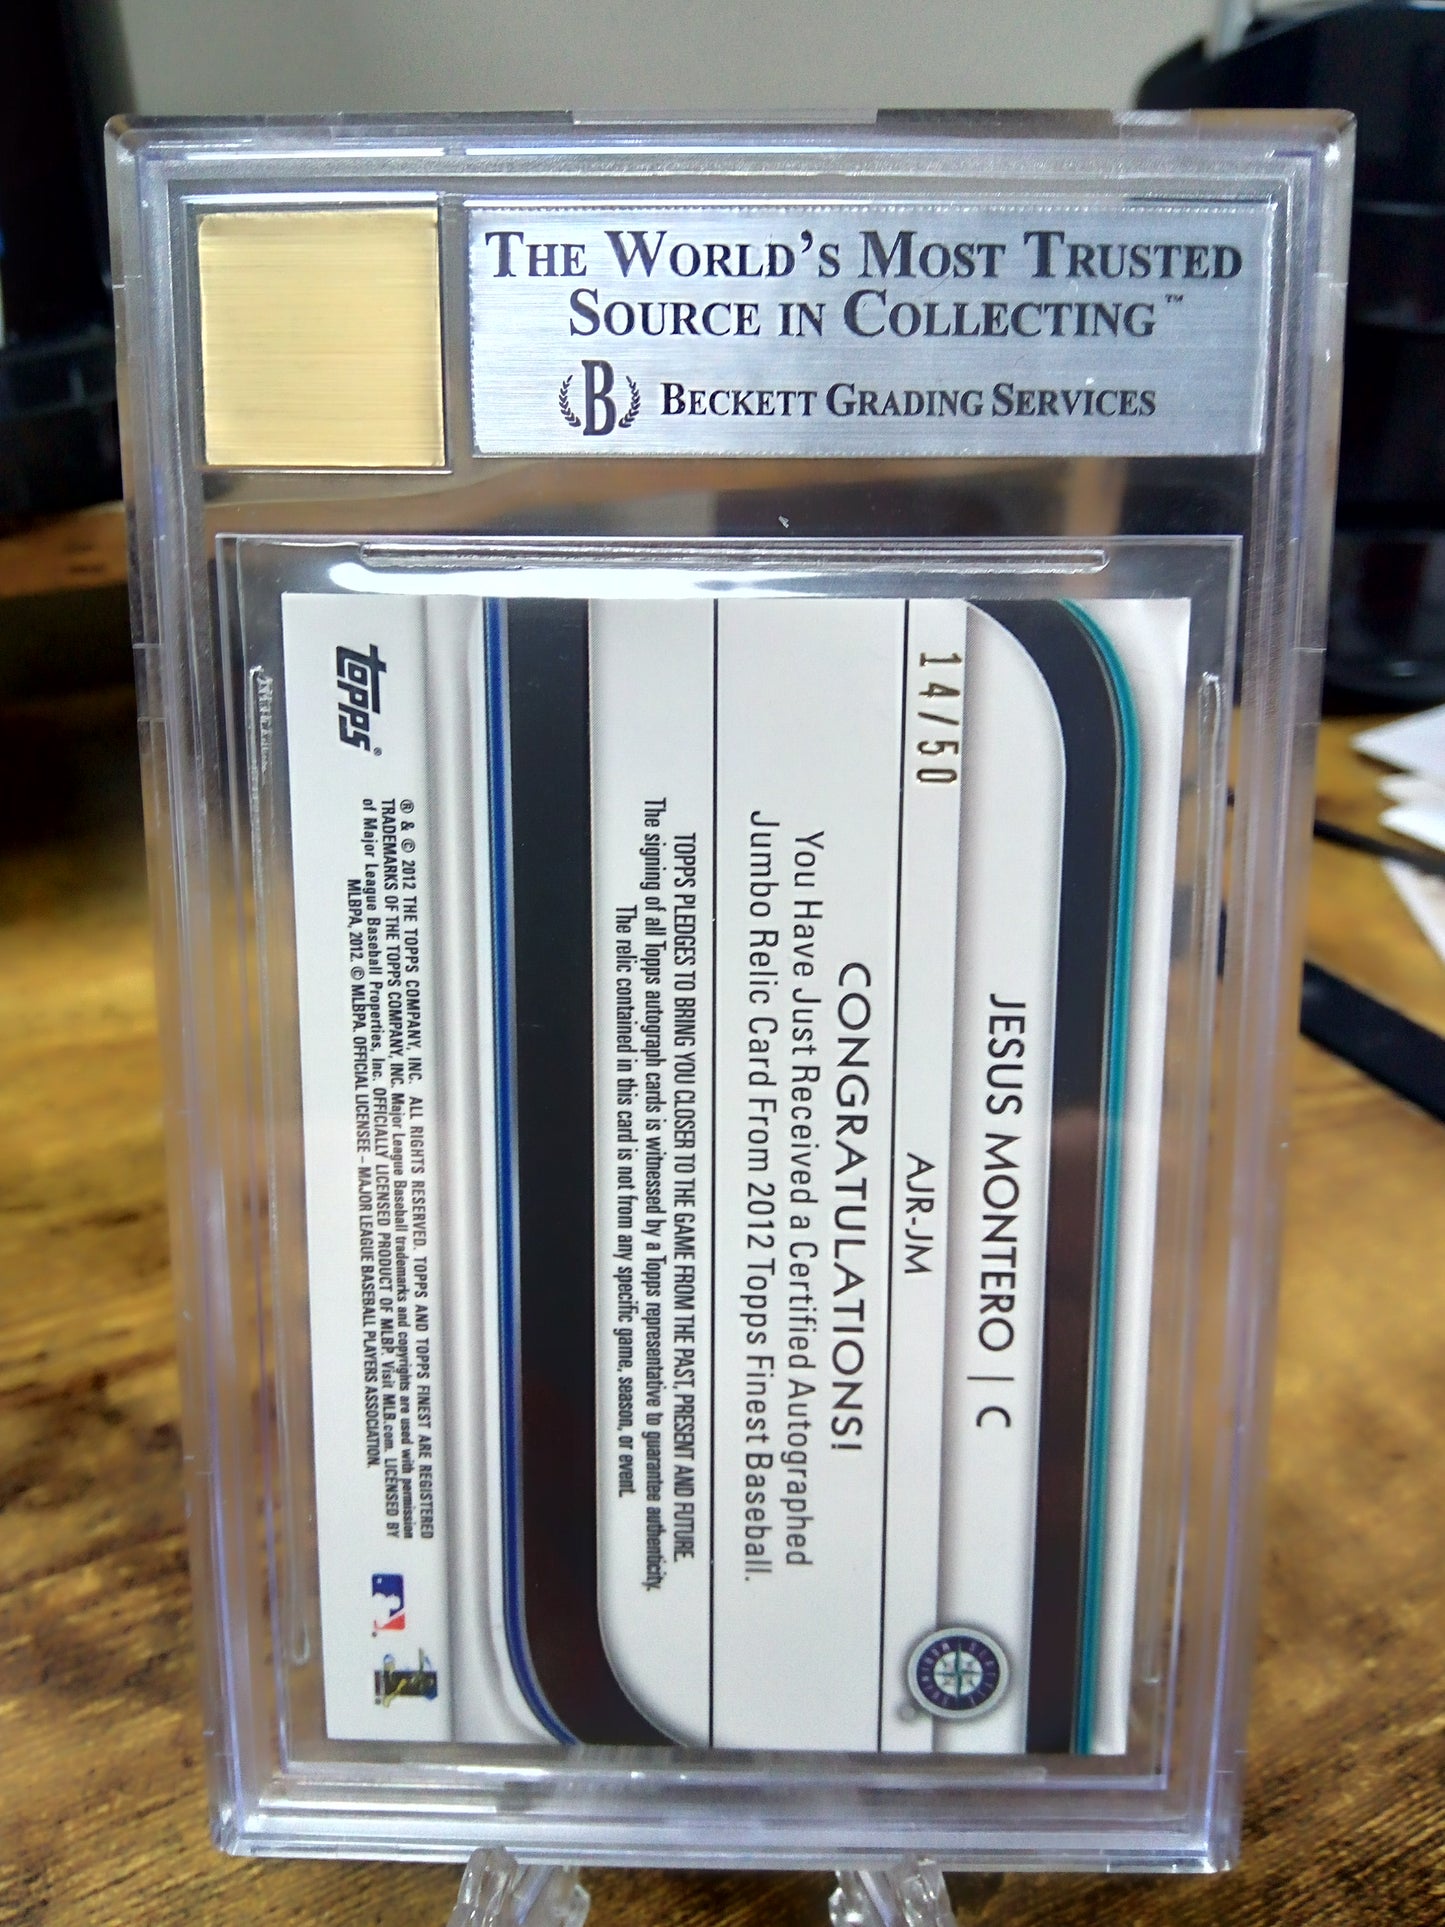 THE WORLD'S MOST TRUSTED
SOURCE IN COLLECTING™
B BECKETT GRADING SERVICES
JESUS MONTERO | C
14/50
AJR-JM
CONGRATULATIONS!
You Have Just Received a Certified Autographed
Jumbo Relic Card From 2012 Topps Finest Baseball.
TOPPS PLEDGES TO BRING YOU CLOSER TO THE GAME FROM THE PAST, PRESENT AND FUTURE.
The signing of all Topps autograph cards is witnessed by a Topps representative to guarantee authenticity.
The relic contained in this card is not from any specific game, season, or event.
topps®
® & © 2012 THE TOPPS COMPANY, INC. ALL RIGHTS RESERVED. TOPPS AND TOPPS FINEST ARE REGISTERED
TRADEMARKS OF THE TOPPS COMPANY, INC. Major League Baseball trademarks and copyrights are used with permission
of Major League Baseball Properties, Inc. OFFICIALLY LICENSED PRODUCT OF MLBP. Visit MLB.com. LICENSED BY
MLBPA, 2012. © MLBPA. OFFICIAL LICENSEE – MAJOR LEAGUE BASEBALL PLAYERS ASSOCIATION.